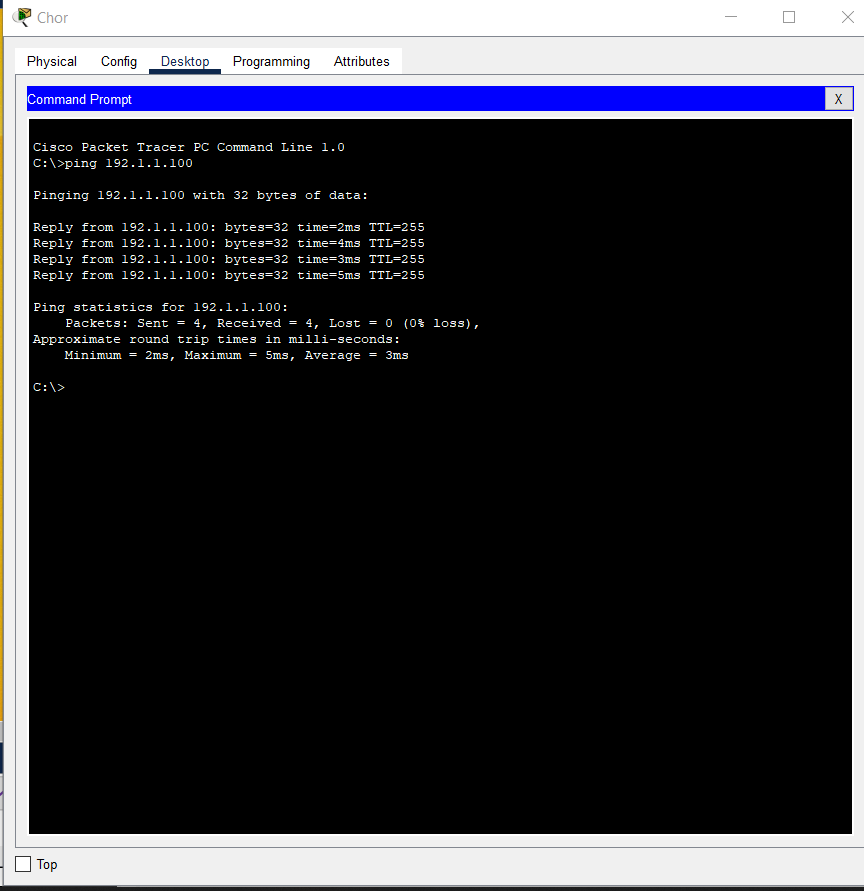 Chor
Physical Config Desktop Programming Attributes
Command Prompt X
Cisco Packet Tracer PC Command Line 1.0
C:\>ping 192.1.1.100
Pinging 192.1.1.100 with 32 bytes of data:
Reply from 192.1.1.100: bytes=32 time=2ms TTL=255
Reply from 192.1.1.100: bytes=32 time=4ms TTL=255
Reply from 192.1.1.100: bytes=32 time=3ms TTL=255
Reply from 192.1.1.100: bytes=32 time=5ms TTL=255
Ping statistics for 192.1.1.100:
Packets: Sent = 4, Received = 4, Lost = 0 (0% loss),
Approximate round trip times in milli-seconds:
Minimum = 2ms, Maximum = 5ms, Average = 3ms
C:\>
Top